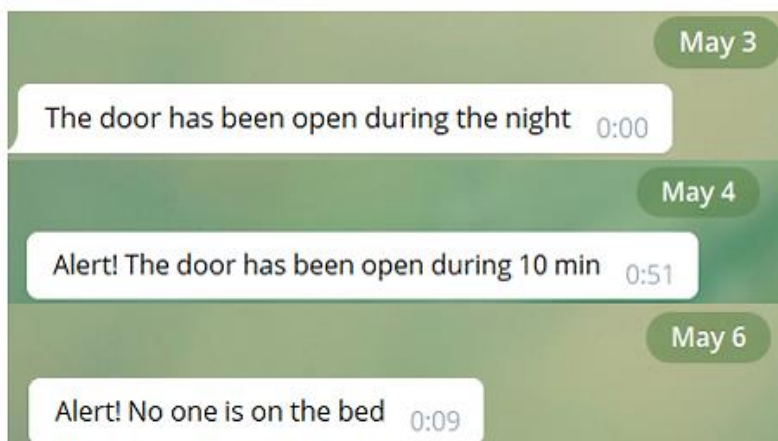 May 3
The door has been open during the night 0:00
May 4
Alert! The door has been open during 10 min 0:51
May 6
Alert! No one is on the bed 0:09